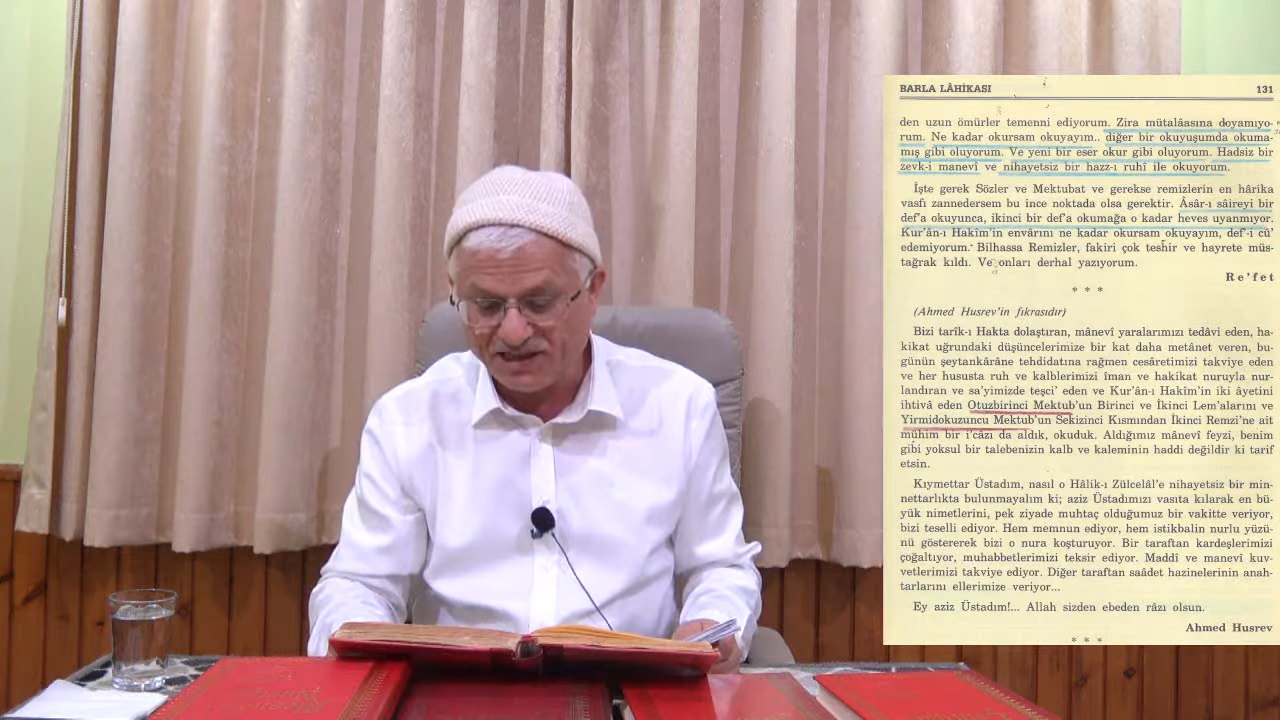 BARLA LÂHİKASI 131
den uzun ömürler temenni ediyorum. Zira mütalâasına doyamıyo-
rum. Ne kadar okursam okuyayım.. diğer bir okuyuşumda okuma-
mış gibi oluyorum. Ve yeni bir eser okur gibi oluyorum. Hadsiz bir
zevk-i manevî ve nihayetsiz bir hazz-ı ruhî ile okuyorum.
İşte gerek Sözler ve Mektubat ve gerekse remizlerin en hârika
vasfı zannedersem bu ince noktada olsa gerektir. Âsâr-ı sâireyi bir
def'a okuyunca, ikinci bir def'a okumağa o kadar heves uyanmıyor.
Kur'ân-ı Hakîm'in envârını ne kadar okursam okuyayım, def'-i cû'
edemiyorum. Bilhassa Remizler, fakiri çok teshir ve hayrete müs-
tağrak kıldı. Ve onları derhal yazıyorum.
Re'fet
* * *
(Ahmed Husrev'in fıkrasıdır)
Bizi tarîk-ı Hakta dolaştıran, mânevî yaralarımızı tedâvi eden, ha-
kikat uğrundaki düşüncelerimize bir kat daha metânet veren, bu-
günün şeytankârâne tehdidatına rağmen cesâretimizi takviye eden
ve her hususta ruh ve kalblerimizi îman ve hakikat nuruyla nur-
landıran ve sa'yimizde teşci' eden ve Kur'ân-ı Hakîm'in iki âyetini
ihtivâ eden Otuzbirinci Mektub'un Birinci ve İkinci Lem'alarını ve
Yirmidokuzuncu Mektub'un Sekizinci Kısmından İkinci Remzi'ne ait
mühim bir i'câzı da aldık, okuduk. Aldığımız mânevî feyzi, benim
gibi yoksul bir talebenizin kalb ve kaleminin haddi değildir ki tarif
etsin.
Kıymettar Üstadım, nasıl o Hâlik-ı Zülcelâl'e nihayetsiz bir min-
nettarlıkta bulunmayalım ki; aziz Üstadımızı vasıta kılarak en bü-
yük nimetlerini, pek ziyade muhtaç olduğumuz bir vakitte veriyor,
bizi teselli ediyor. Hem memnun ediyor, hem istikbalin nurlu yüzü-
nü göstererek bizi o nura koşturuyor. Bir taraftan kardeşlerimizi
çoğaltıyor, muhabbetlerimizi teksir ediyor. Maddî ve manevî kuv-
vetlerimizi takviye ediyor. Diğer taraftan saâdet hazinelerinin anah-
tarlarını ellerimize veriyor...
Ey aziz Üstadım!... Allah sizden ebeden râzı olsun.
Ahmed Husrev
* * *